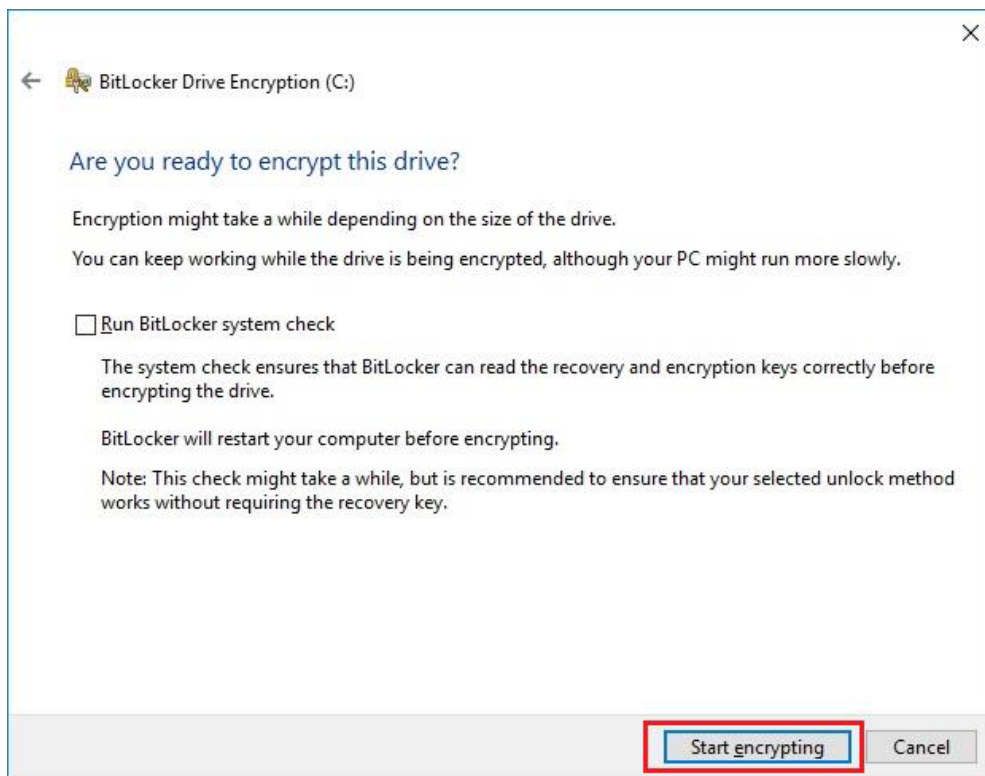 BitLocker Drive Encryption (C:)
Are you ready to encrypt this drive?
Encryption might take a while depending on the size of the drive.
You can keep working while the drive is being encrypted, although your PC might run more slowly.
Run BitLocker system check
The system check ensures that BitLocker can read the recovery and encryption keys correctly before
encrypting the drive.
BitLocker will restart your computer before encrypting.
Note: This check might take a while, but is recommended to ensure that your selected unlock method
works without requiring the recovery key.
Start encrypting
Cancel